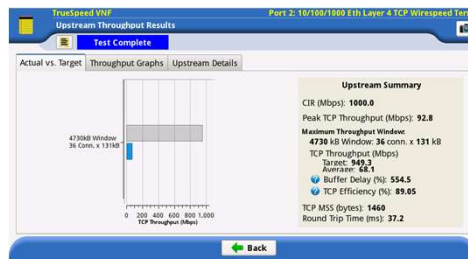 TrueSpeed VNF
Port 2: 10/100/1000 Eth Layer 4 TCP Wirespeed Ter
Upstream Throughput Results
Test Complete
Actual vs. Target
Throughput Graphs
Upstream Details
4730kB Window
36 Conn. x 131kB
0 200 400 600 800 1,000
TCP Throughput (Mbps)
Upstream Summary
CIR (Mbps): 1000.0
Peak TCP Throughput (Mbps): 92.8
Maximum Throughput Window:
4730 kB Window: 36 conn. x 131 kB
TCP Throughput (Mbps)
Target: 949.3
Average: 68.1
Buffer Delay (%): 554.5
TCP Efficiency (%): 89.05
TCP MSS (bytes): 1460
Round Trip Time (ms): 37.2
Back